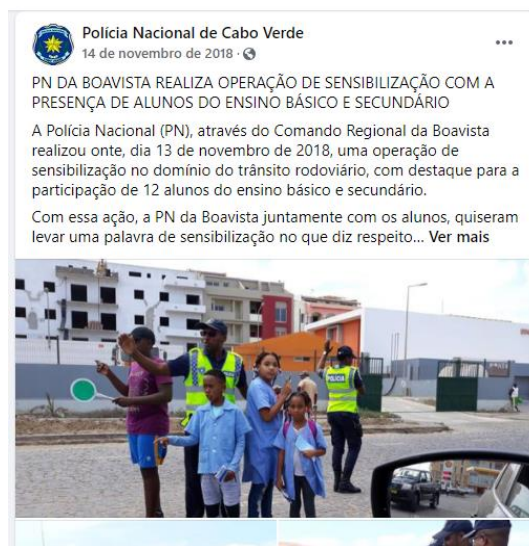 Polícia Nacional de Cabo Verde
14 de novembro de 2018 ·
PN DA BOAVISTA REALIZA OPERAÇÃO DE SENSIBILIZAÇÃO COM A
PRESENÇA DE ALUNOS DO ENSINO BÁSICO E SECUNDÁRIO
A Polícia Nacional (PN), através do Comando Regional da Boavista
realizou onte, dia 13 de novembro de 2018, uma operação de
sensibilização no domínio do trânsito rodoviário, com destaque para a
participação de 12 alunos do ensino básico e secundário.
Com essa ação, a PN da Boavista juntamente com os alunos, quiseram
levar uma palavra de sensibilização no que diz respeito... Ver mais
POLÍCIA